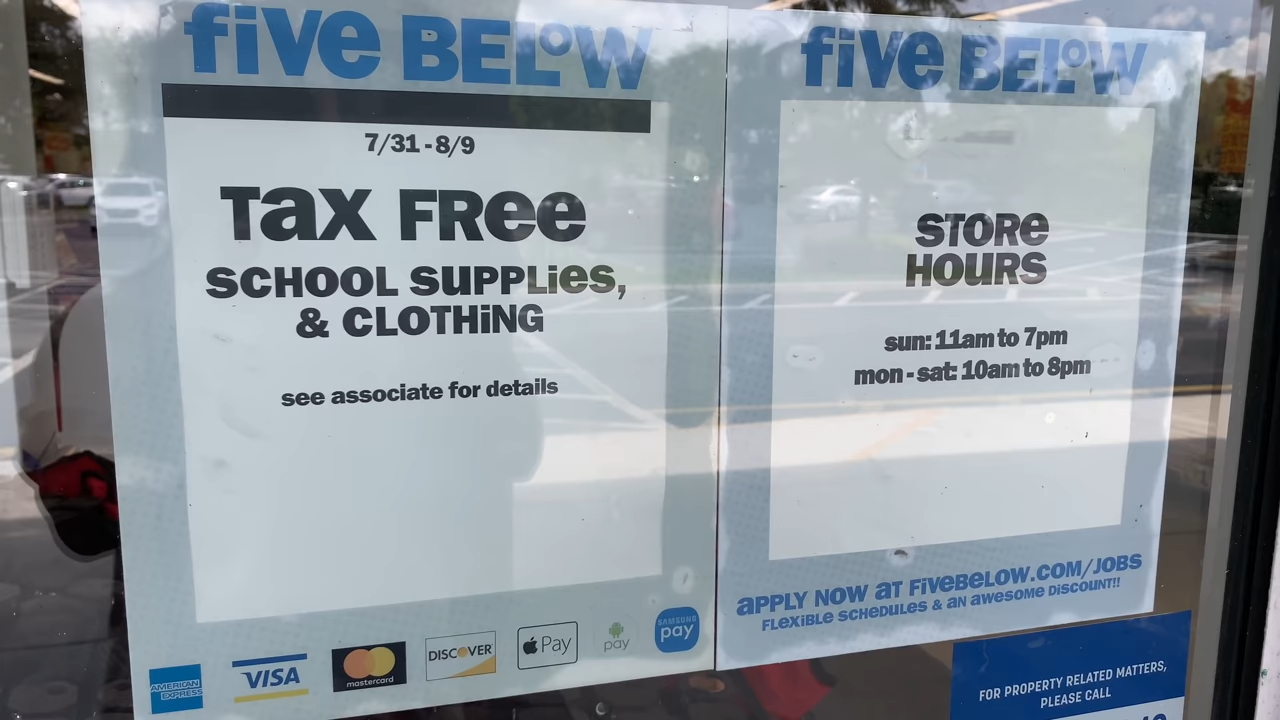 five BELOW
7/31 - 8/9
Tax FRee
SCHOOL SUPPLies,
& CLOTHiNG
see associate for details
AMERICAN
EXPRESS
VISA
mastercard
DISCOVER
Pay
pay
SAMSUNG
pay
five BELOW
STORe
HOURS
sun: 11am to 7pm
mon - sat: 10am to 8pm
aPPLY NOW aT FiVeBeLOW.COM/JOBS
FLexiBLe SCHeDULeS & aN aWeSOMe DiSCOUNT!!
FOR PROPERTY RELATED MATTERS,
PLEASE CALL